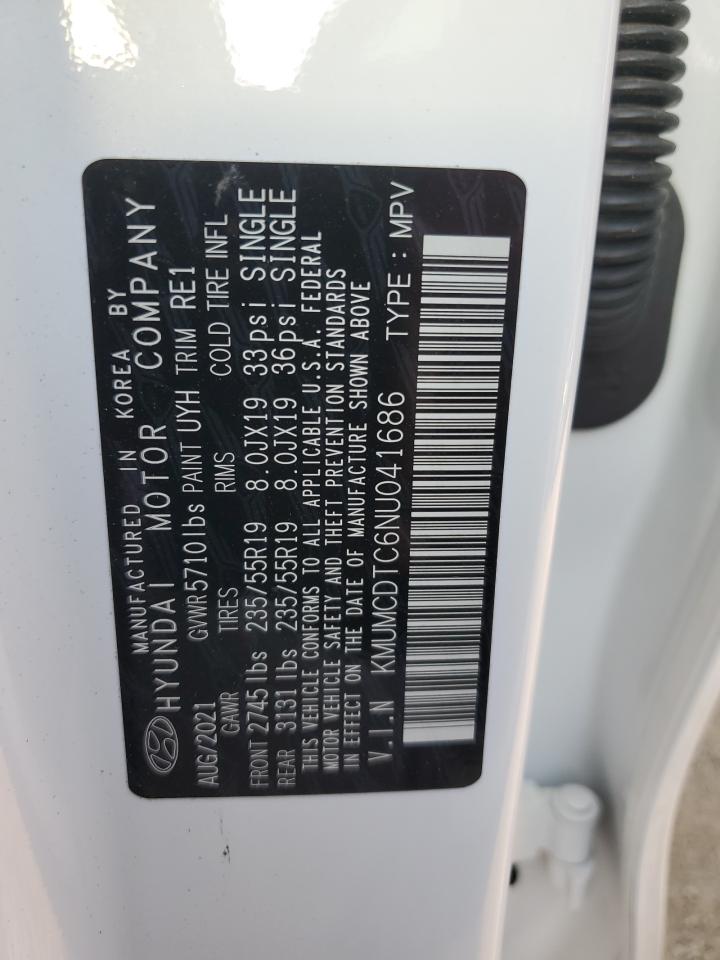 MANUFACTURED IN KOREA BY
HYUNDAI MOTOR COMPANY
AUG/2021 GVWR 5710lbs PAINT UYH TRIM RE1
GAWR TIRES RIMS COLD TIRE INFL
FRONT 2745lbs 235/55R19 8.0JX19 33psi SINGLE
REAR 3131lbs 235/55R19 8.0JX19 36psi SINGLE
THIS VEHICLE CONFORMS TO ALL APPLICABLE U.S.A. FEDERAL
MOTOR VEHICLE SAFETY AND THEFT PREVENTION STANDARDS
IN EFFECT ON THE DATE OF MANUFACTURE SHOWN ABOVE
V.I.N KMUMCDTC6NU041686 TYPE : MPV